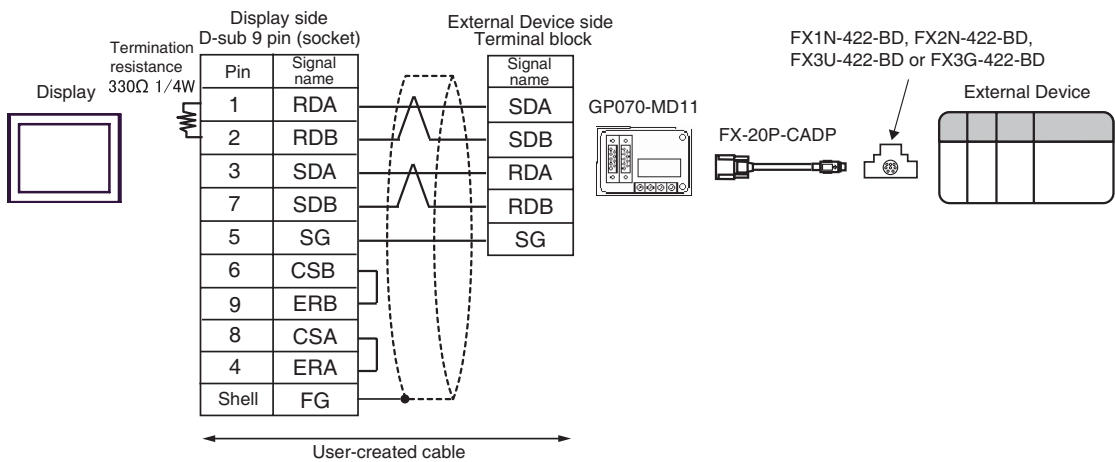 Display side
D-sub 9 pin (socket)
External Device side
Terminal block
Termination
resistance
330Ω 1/4W
Display
Pin
Signal
name
1 RDA
2 RDB
3 SDA
7 SDB
5 SG
6 CSB
9 ERB
8 CSA
4 ERA
Shell FG
Signal
name
SDA
SDB
RDA
RDB
SG
GP070-MD11
FX-20P-CADP
FX1N-422-BD, FX2N-422-BD,
FX3U-422-BD or FX3G-422-BD
External Device
User-created cable